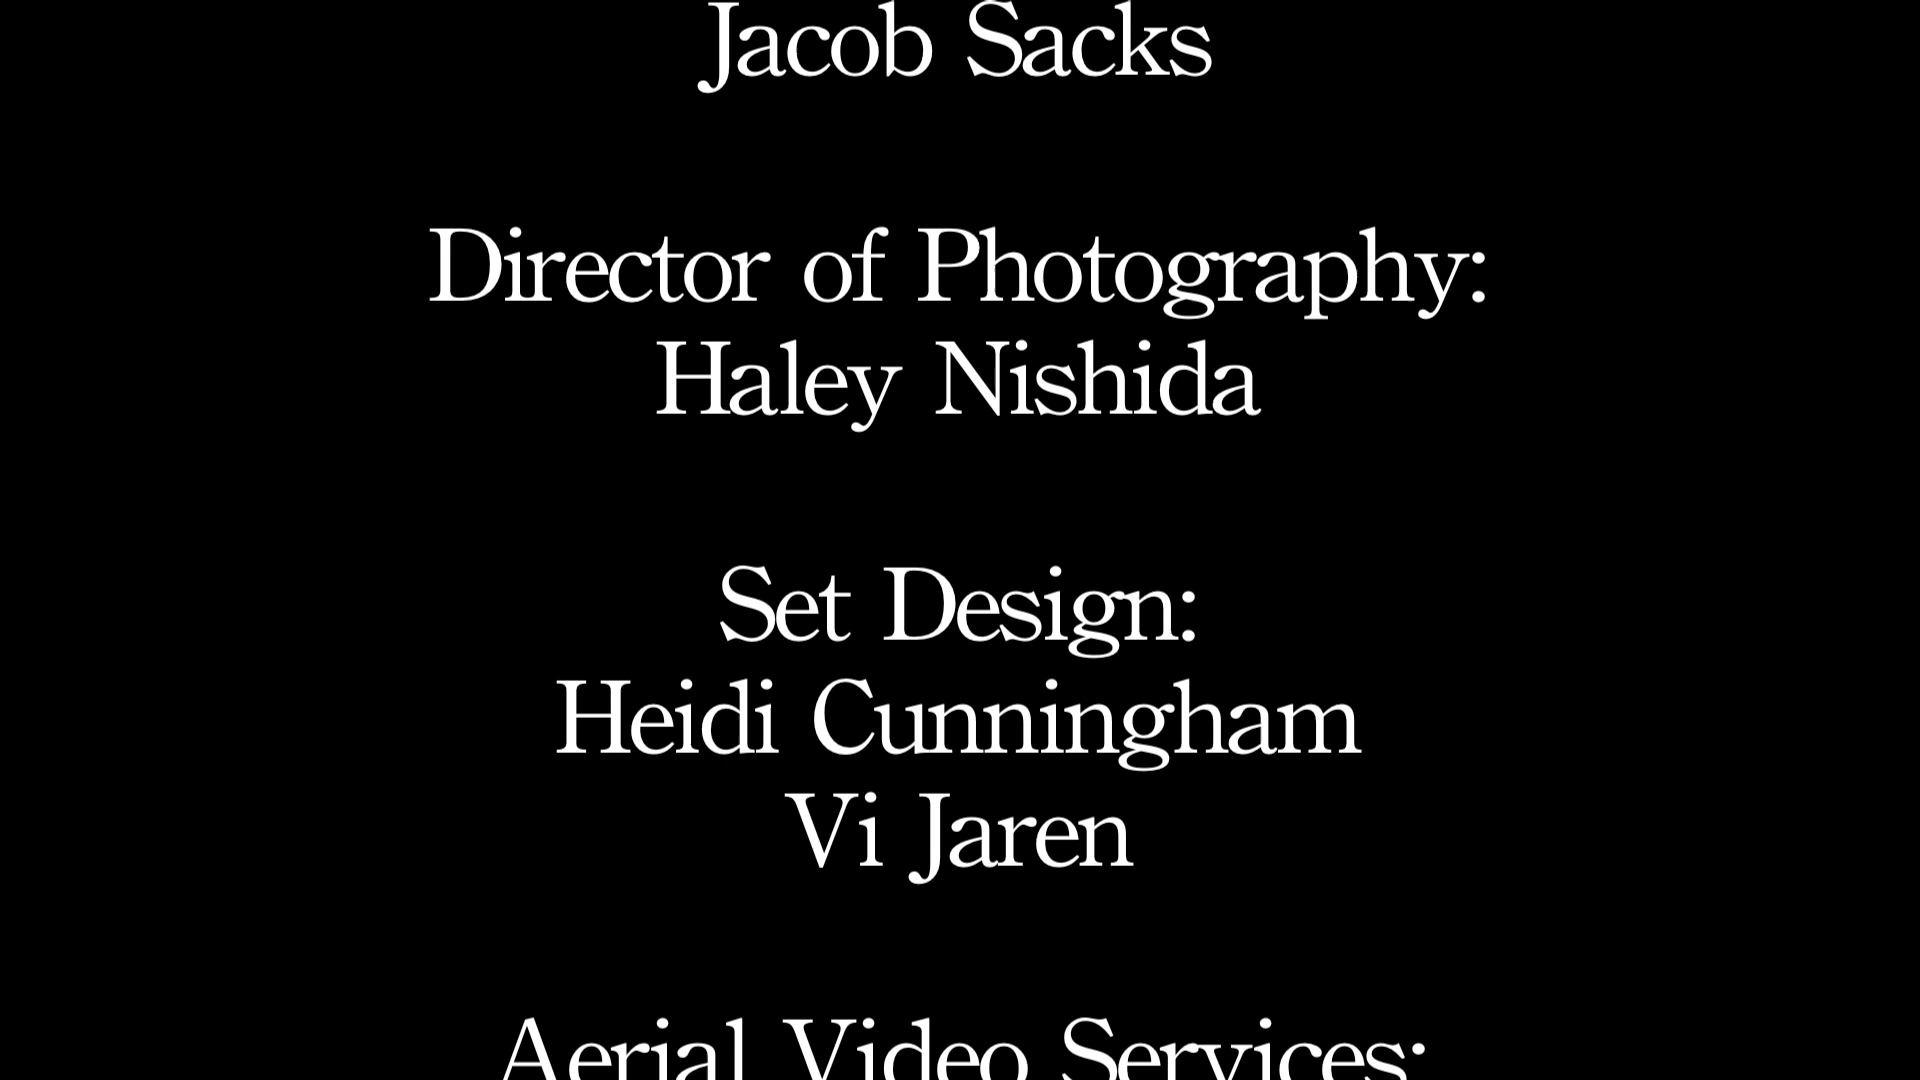 Jacob Sacks
Director of Photography:
Haley Nishida
Set Design:
Heidi Cunningham
Vi Jaren
Aerial Video Services: